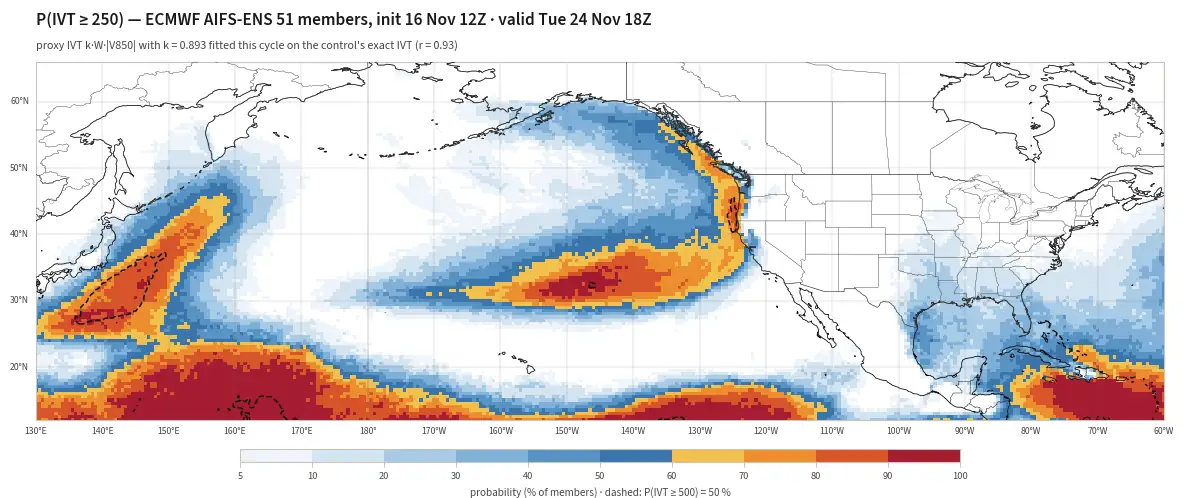 P(IVT ≥ 250) — ECMWF AIFS-ENS 51 members, init 16 Nov 12Z · valid Tue 24 Nov 18Z
proxy IVT k·W·|V850| with k = 0.893 fitted this cycle on the control's exact IVT (r = 0.93)
60°N
50°N
40°N
30°N
20°N
130°E 140°E 150°E 160°E 170°E 180° 170°W 160°W 150°W 140°W 130°W 120°W 110°W 100°W 90°W 80°W 70°W 60°W
5 10 20 30 40 50 60 70 80 90 100
probability (% of members) · dashed: P(IVT ≥ 500) = 50 %